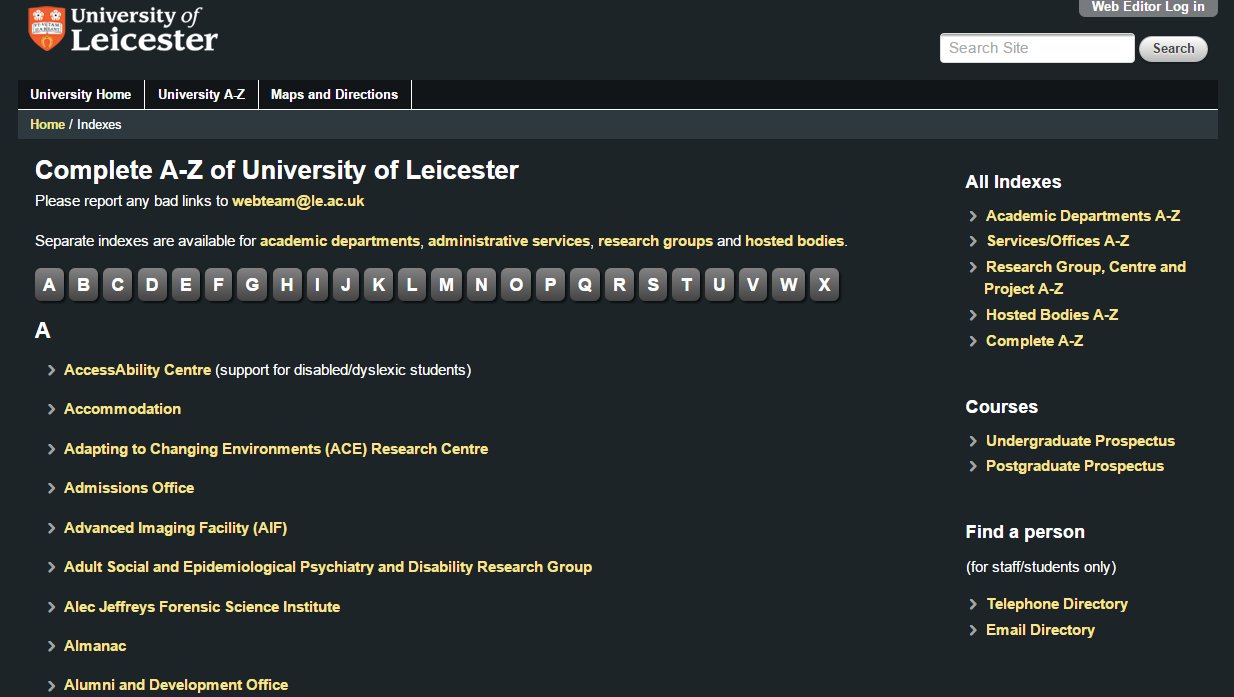 University of
Leicester
Web Editor Log in
Search Site
Search
University Home
University A-Z
Maps and Directions
Home / Indexes
Complete A-Z of University of Leicester
Please report any bad links to webteam@le.ac.uk
Separate indexes are available for academic departments, administrative services, research groups and hosted bodies.
A B C D E F G H I J K L M N O P Q R S T U V W X
A
AccessAbility Centre (support for disabled/dyslexic students)
Accommodation
Adapting to Changing Environments (ACE) Research Centre
Admissions Office
Advanced Imaging Facility (AIF)
Adult Social and Epidemiological Psychiatry and Disability Research Group
Alec Jeffreys Forensic Science Institute
Almanac
Alumni and Development Office
All Indexes
Academic Departments A-Z
Services/Offices A-Z
Research Group, Centre and
Project A-Z
Hosted Bodies A-Z
Complete A-Z
Courses
Undergraduate Prospectus
Postgraduate Prospectus
Find a person
(for staff/students only)
Telephone Directory
Email Directory